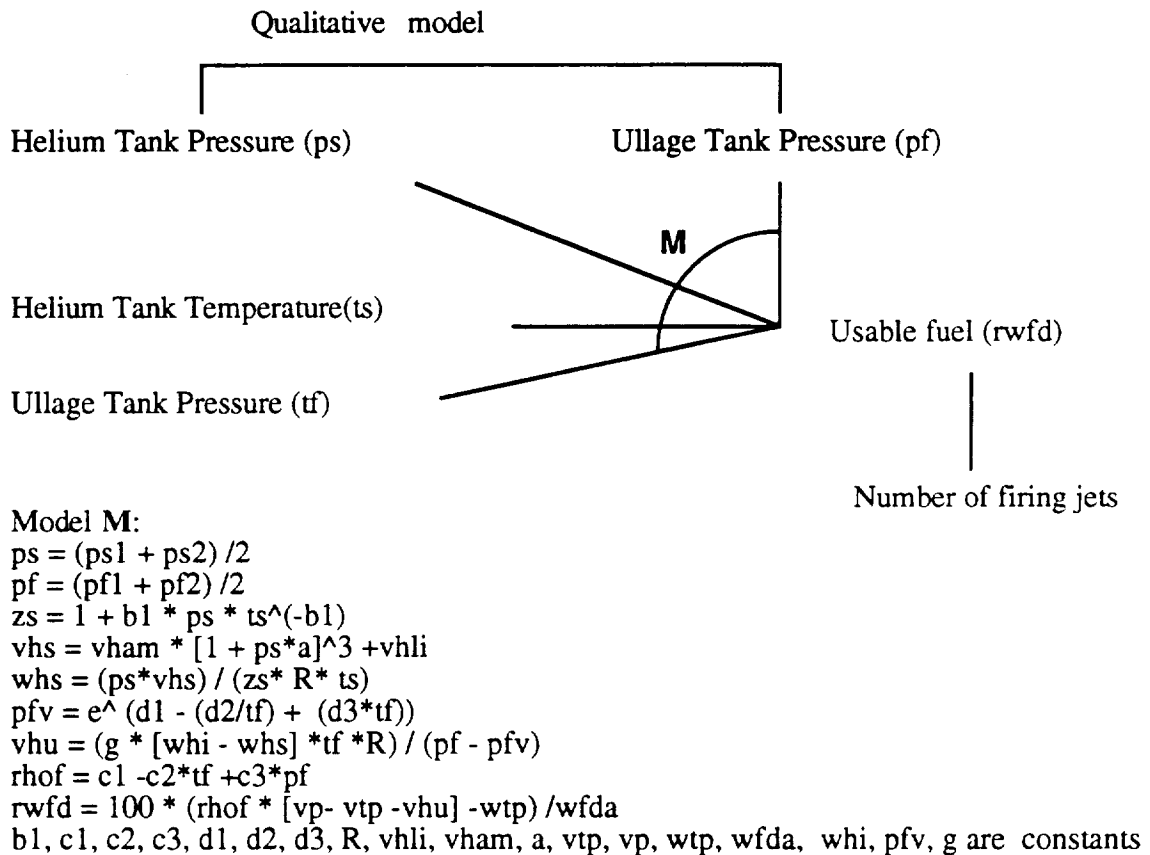 Qualitative model
Helium Tank Pressure (ps)
Ullage Tank Pressure (pf)
M
Helium Tank Temperature(ts)
Usable fuel (rwfd)
Ullage Tank Pressure (tf)
Number of firing jets
Model M:
ps = (ps1 + ps2) /2
pf = (pf1 + pf2) /2
zs = 1 + b1 * ps * ts^(-b1)
vhs = vham * [1 + ps*a]^3 +vhli
whs = (ps*vhs) / (zs* R* ts)
pfv = e^ (d1 - (d2/tf) + (d3*tf))
vhu = (g * [whi - whs] *tf *R) / (pf - pfv)
rhof = c1 -c2*tf +c3*pf
rwfd = 100 * (rhof * [vp- vtp -vhu] -wtp) /wfda
b1, c1, c2, c3, d1, d2, d3, R, vhli, vham, a, vtp, vp, wtp, wfda, whi, pfv, g are constants